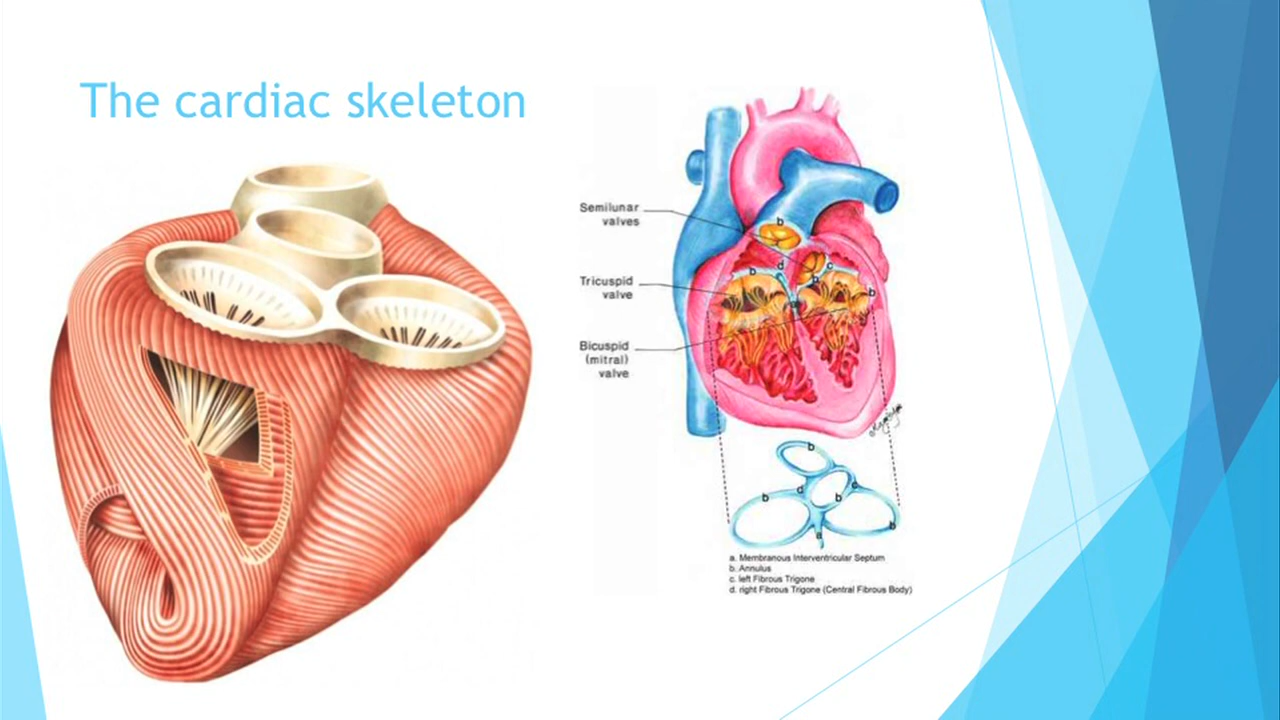 The cardiac skeleton
Semilunar
valves
Tricuspid
valve
Bicuspid
(mitral)
valve
b
b
d
c
b
a
b
b
b
d
c
b
b
a
a. Membranous Interventricular Septum
b. Annulus
c. left Fibrous Trigone
d. right Fibrous Trigone (Central Fibrous Body)